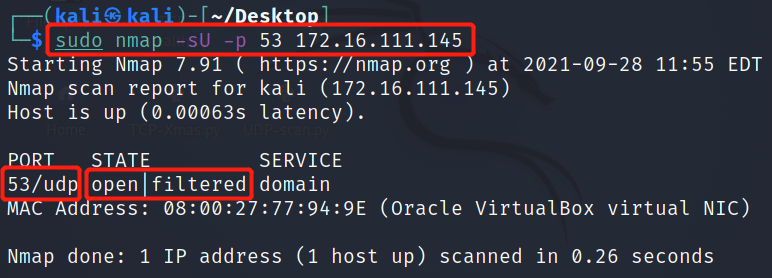 (kali㉿kali)-[~/Desktop]
$ sudo nmap -sU -p 53 172.16.111.145
Starting Nmap 7.91 ( https://nmap.org ) at 2021-09-28 11:55 EDT
Nmap scan report for kali (172.16.111.145)
Host is up (0.00063s latency).
PORT STATE SERVICE
53/udp open|filtered domain
MAC Address: 08:00:27:77:94:9E (Oracle VirtualBox virtual NIC)
Nmap done: 1 IP address (1 host up) scanned in 0.26 seconds